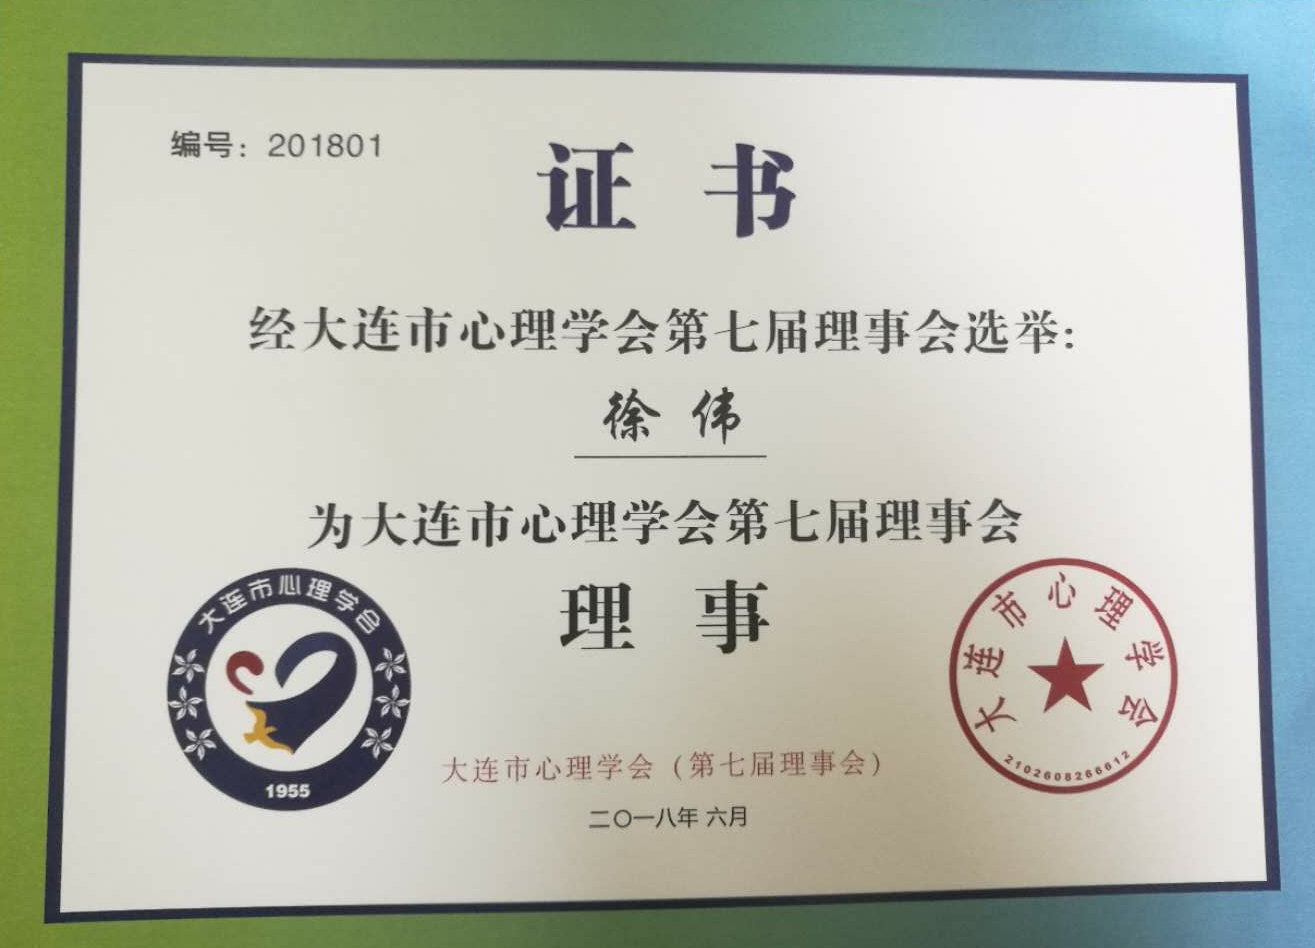 编号：201801
证书
经大连市心理学会第七届理事会选举:
徐伟
为大连市心理学会第七届理事会
理事
大连市心理学会
1955
大连市心理学会
2102608266612
大连市心理学会（第七届理事会）
二〇一八年 六月